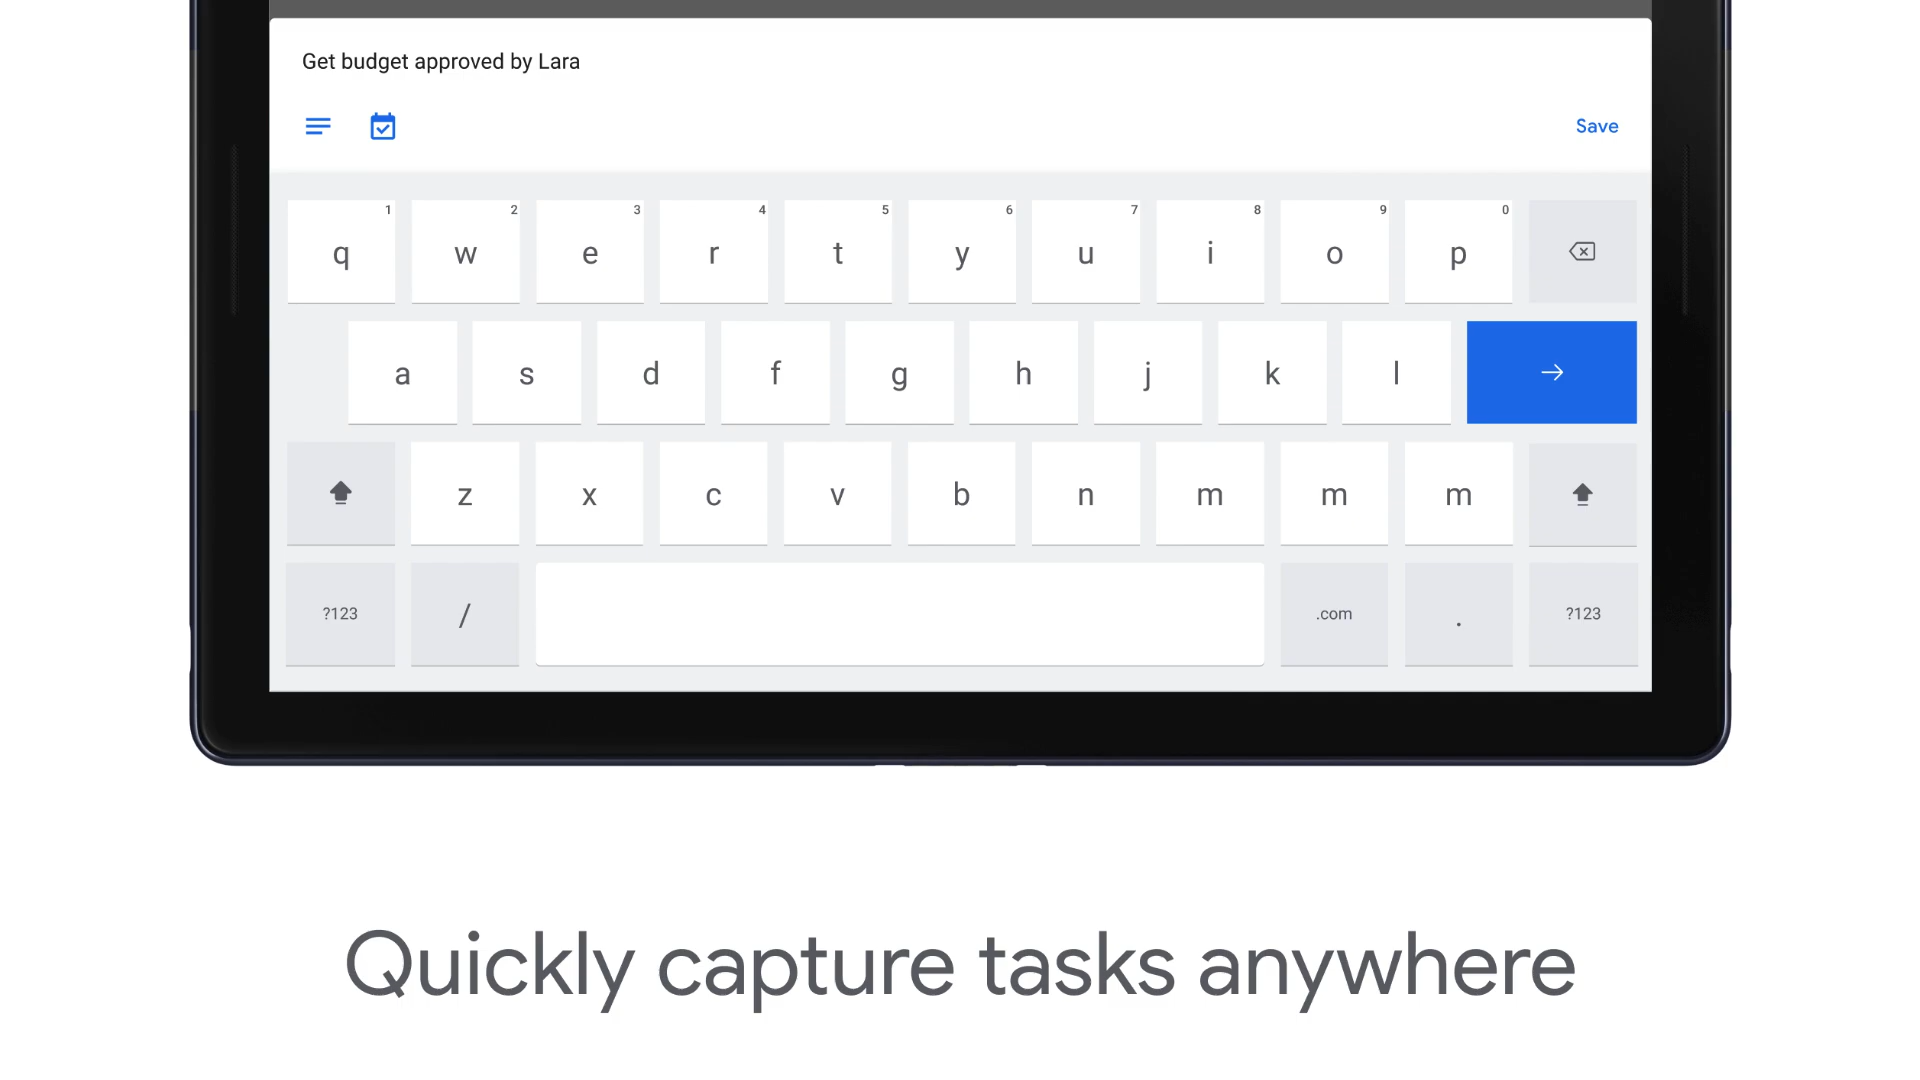 Get budget approved by Lara
Save
1 2 3 4 5 6 7 8 9 0
q w e r t y u i o p
a s d f g h j k l
z x c v b n m m m
?123 / .com . ?123
Quickly capture tasks anywhere